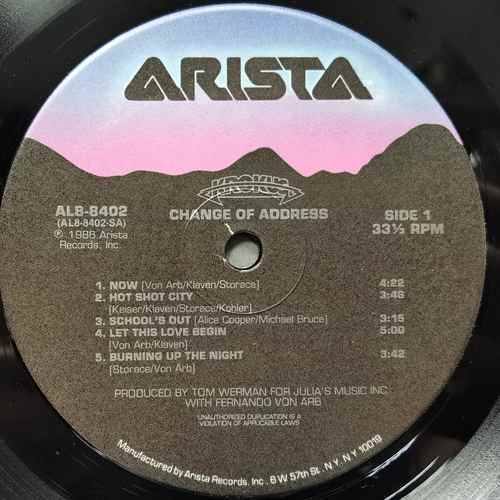 ARISTA
KROKUS
CHANGE OF ADDRESS
AL8-8402
(AL8-8402-SA)
℗ 1986 Arista
Records, Inc.
SIDE 1
33⅓ RPM
1. NOW (Von Arb/Klaven/Storace) 4:22
2. HOT SHOT CITY 3:46
(Keiser/Klaven/Storace/Kohler)
3. SCHOOL'S OUT (Alice Cooper/Michael Bruce) 3:15
4. LET THIS LOVE BEGIN 5:00
(Von Arb/Klaven)
5. BURNING UP THE NIGHT 3:42
(Storace/Von Arb)
PRODUCED BY TOM WERMAN FOR JULIA'S MUSIC INC.
WITH FERNANDO VON ARB
UNAUTHORIZED DUPLICATION IS A
VIOLATION OF APPLICABLE LAWS
Manufactured by Arista Records, Inc. 6 W 57th St., N.Y., N.Y. 10019